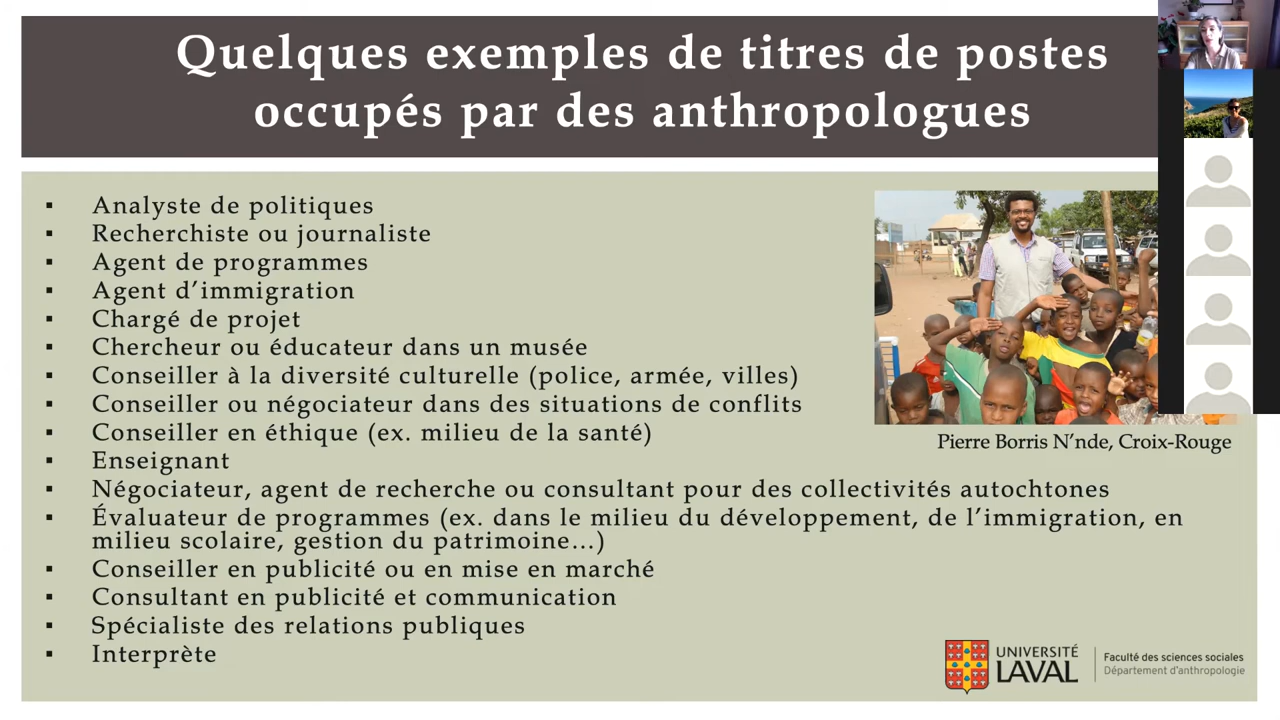 Quelques exemples de titres de postes
occupés par des anthropologues
▪ Analyste de politiques
▪ Recherchiste ou journaliste
▪ Agent de programmes
▪ Agent d’immigration
▪ Chargé de projet
▪ Chercheur ou éducateur dans un musée
▪ Conseiller à la diversité culturelle (police, armée, villes)
▪ Conseiller ou négociateur dans des situations de conflits
▪ Conseiller en éthique (ex. milieu de la santé)
▪ Enseignant
▪ Négociateur, agent de recherche ou consultant pour des collectivités autochtones
▪ Évaluateur de programmes (ex. dans le milieu du développement, de l’immigration, en
milieu scolaire, gestion du patrimoine…)
▪ Conseiller en publicité ou en mise en marché
▪ Consultant en publicité et communication
▪ Spécialiste des relations publiques
▪ Interprète
Pierre Borris N’nde, Croix-Rouge
UNIVERSITÉ
LAVAL
Faculté des sciences sociales
Département d’anthropologie